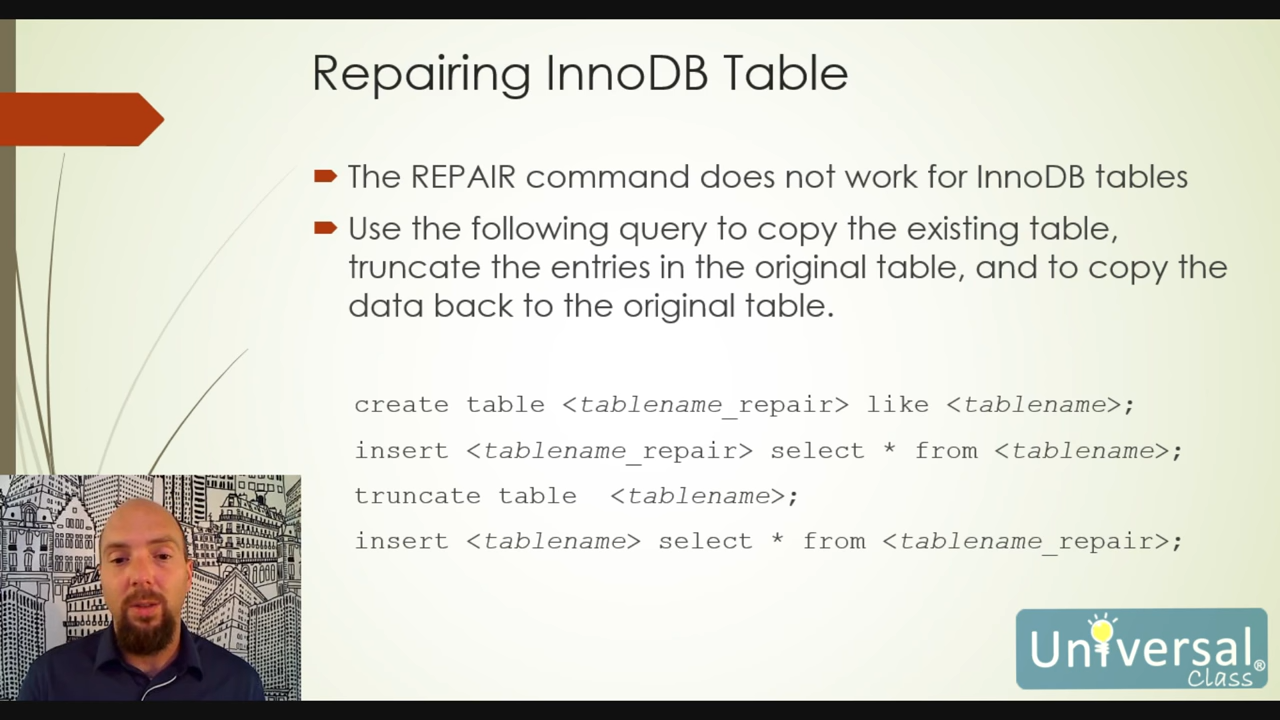 Repairing InnoDB Table
The REPAIR command does not work for InnoDB tables
Use the following query to copy the existing table,
truncate the entries in the original table, and to copy the
data back to the original table.
create table <tablename_repair> like <tablename>;
insert <tablename_repair> select * from <tablename>;
truncate table <tablename>;
insert <tablename> select * from <tablename_repair>;
Universal®
Class